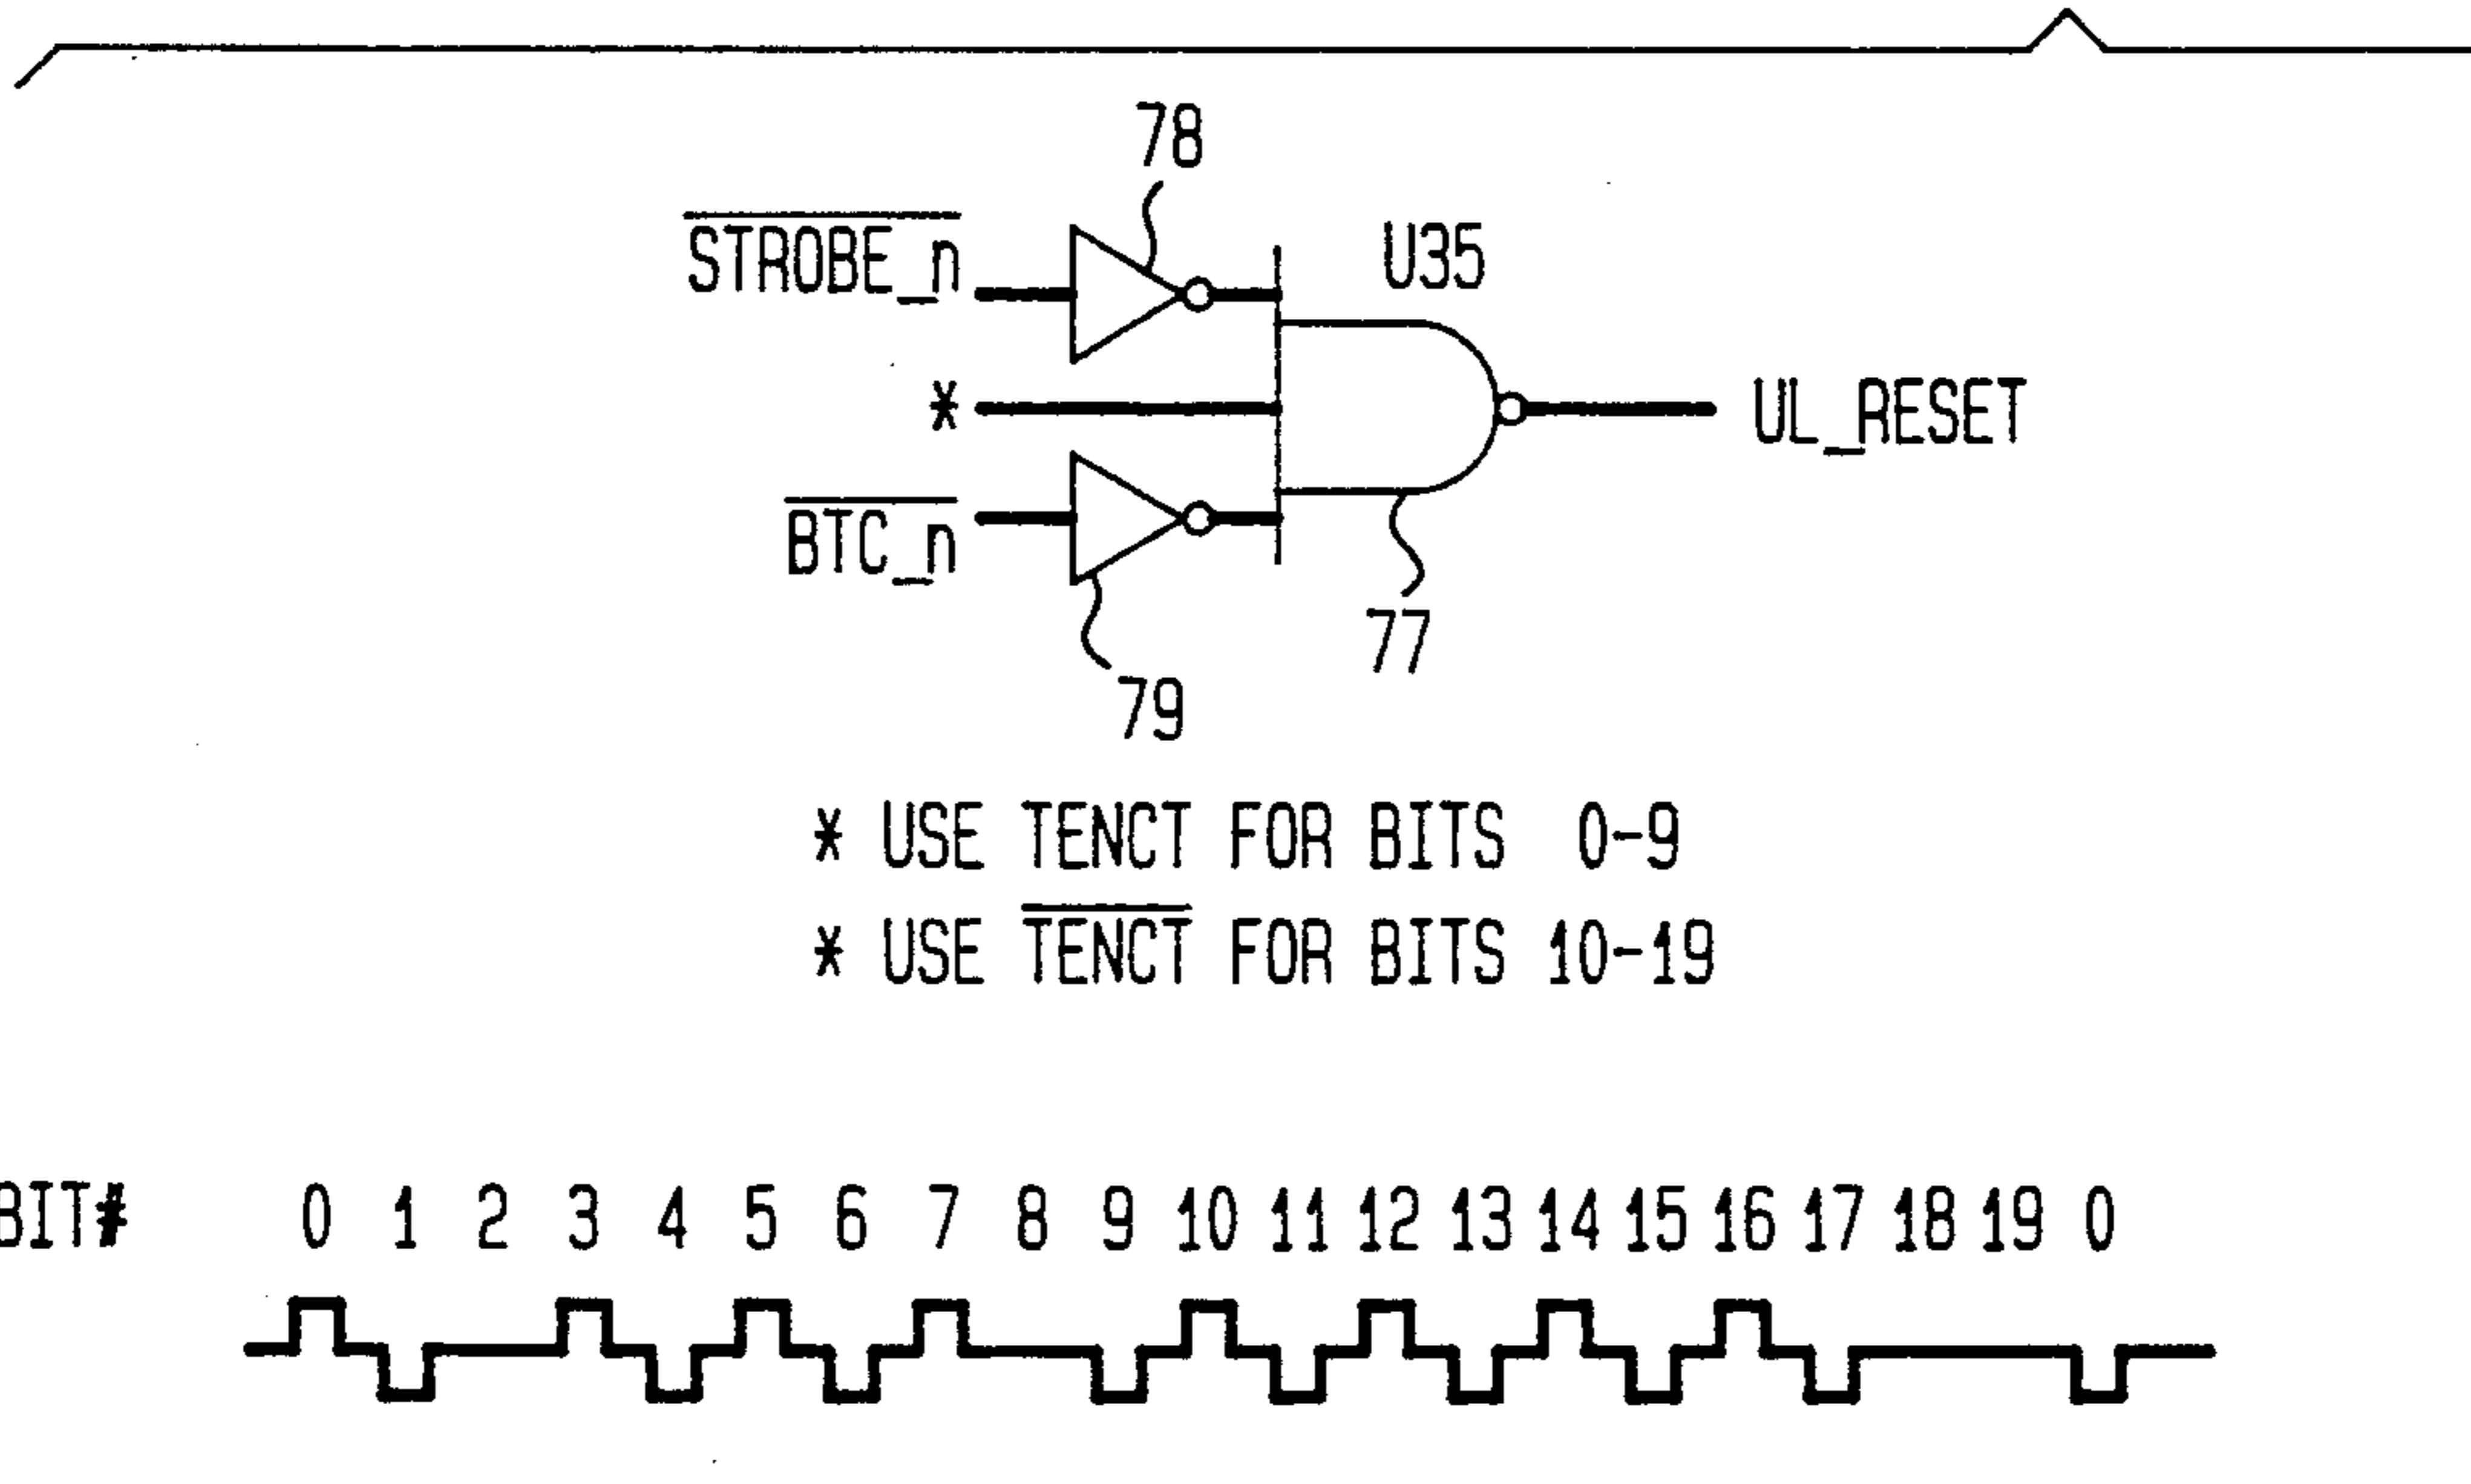 78
STROBE_n
U35
*
UL_RESET
BTC_n
77
79
* USE TENCT FOR BITS 0-9
* USE TENCT FOR BITS 10-19
BIT# 0 1 2 3 4 5 6 7 8 9 10 11 12 13 14 15 16 17 18 19 0